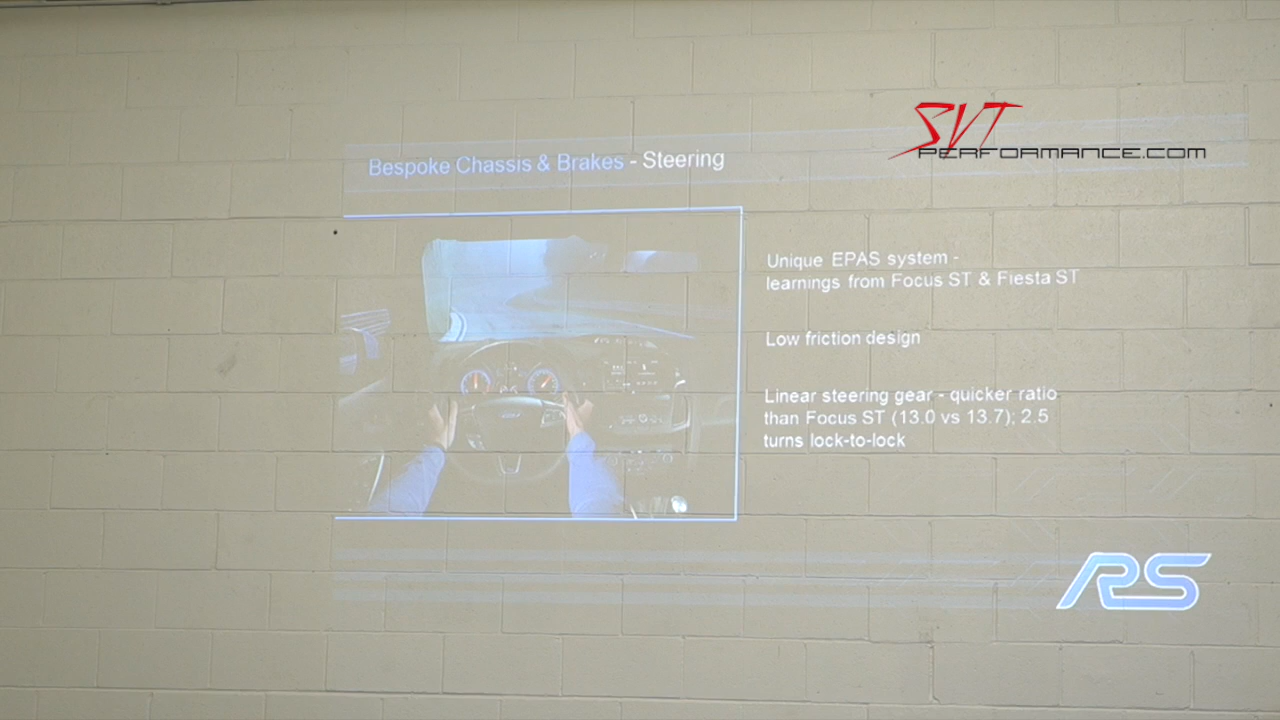 SVT
PERFORMANCE.COM
Bespoke Chassis & Brakes - Steering
Unique EPAS system -
learnings from Focus ST & Fiesta ST
Low friction design
Linear steering gear - quicker ratio
than Focus ST (13.0 vs 13.7); 2.5
turns lock-to-lock
RS